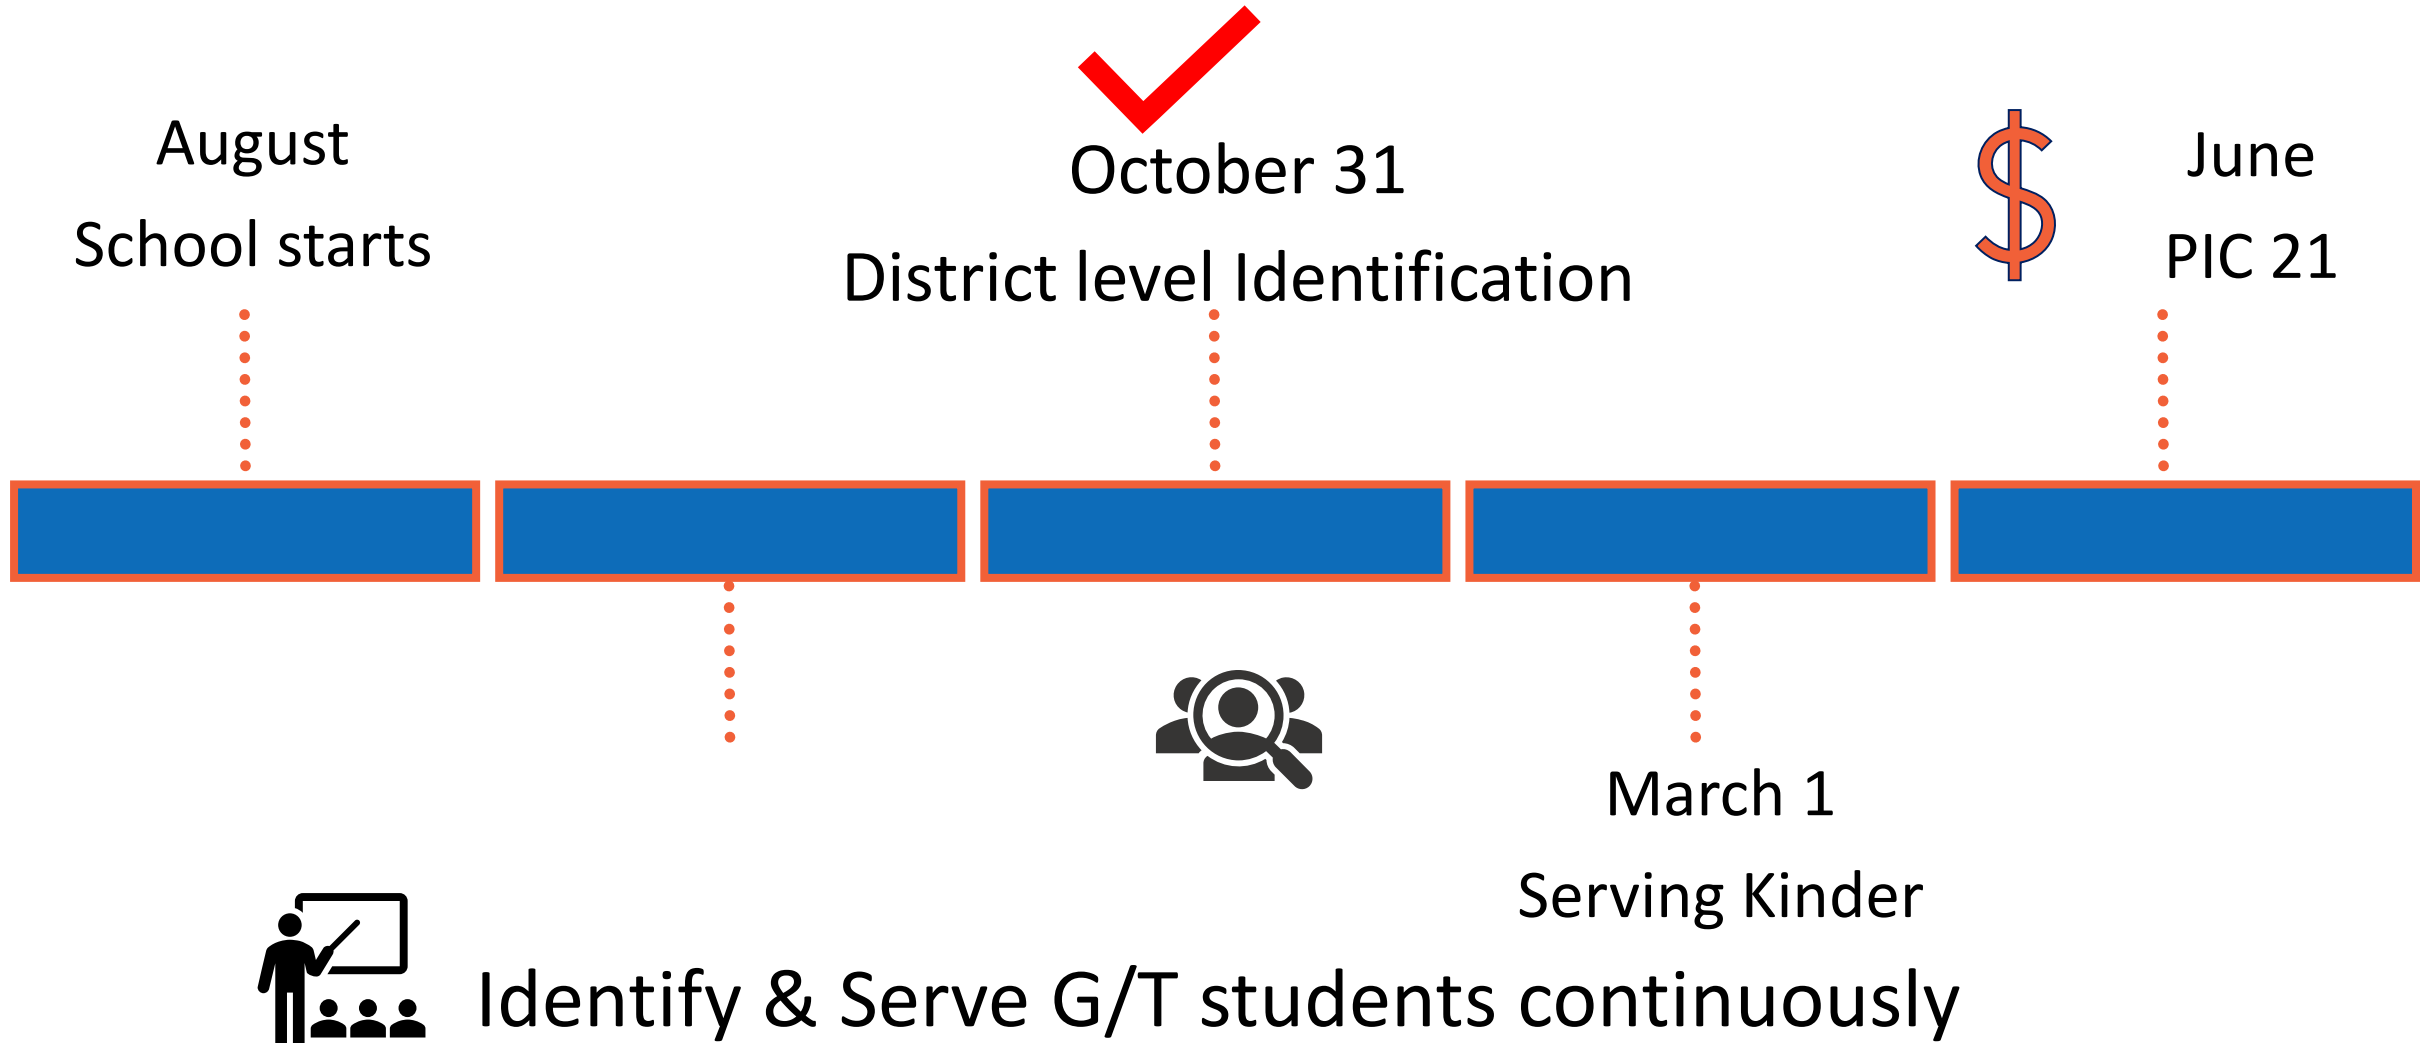 August
School starts
October 31
District level Identification
$
June
PIC 21
March 1
Serving Kinder
Identify & Serve G/T students continuously